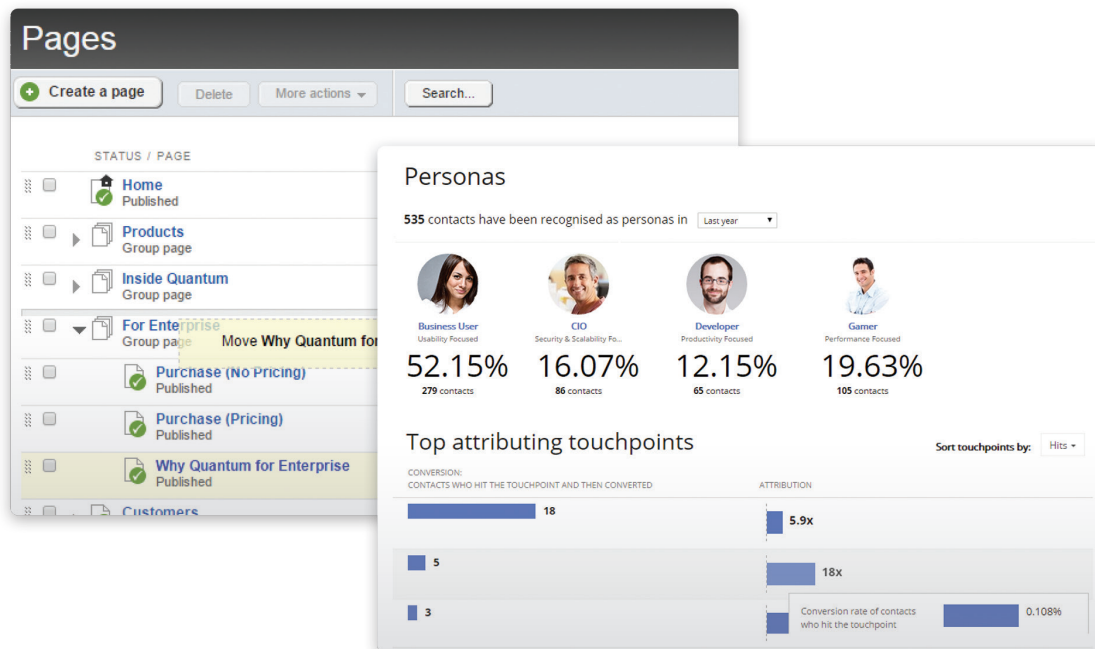 Pages
Create a page
Delete
More actions
Search...
STATUS / PAGE
Home
Published
Products
Group page
Inside Quantum
Group page
For Enterprise
Group page
Move Why Quantum for
Purchase (No Pricing)
Published
Purchase (Pricing)
Published
Why Quantum for Enterprise
Published
Customers
Personas
535 contacts have been recognised as personas in Last year
Business User
Usability Focused
52.15%
279 contacts
CIO
Security & Scalability Fo...
16.07%
86 contacts
Developer
Productivity Focused
12.15%
65 contacts
Gamer
Performance Focused
19.63%
105 contacts
Top attributing touchpoints
Sort touchpoints by: Hits
CONVERSION:
CONTACTS WHO HIT THE TOUCHPOINT AND THEN CONVERTED
ATTRIBUTION
18
5.9x
5
18x
3
Conversion rate of contacts
who hit the touchpoint
0.108%